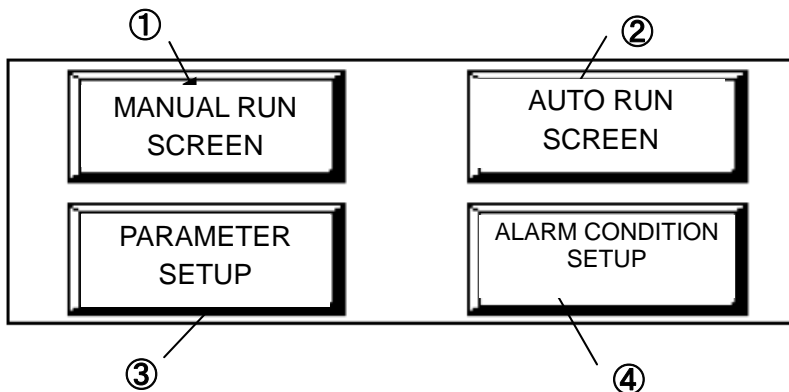 ① ②
MANUAL RUN
SCREEN
AUTO RUN
SCREEN
PARAMETER
SETUP
ALARM CONDITION
SETUP
③ ④